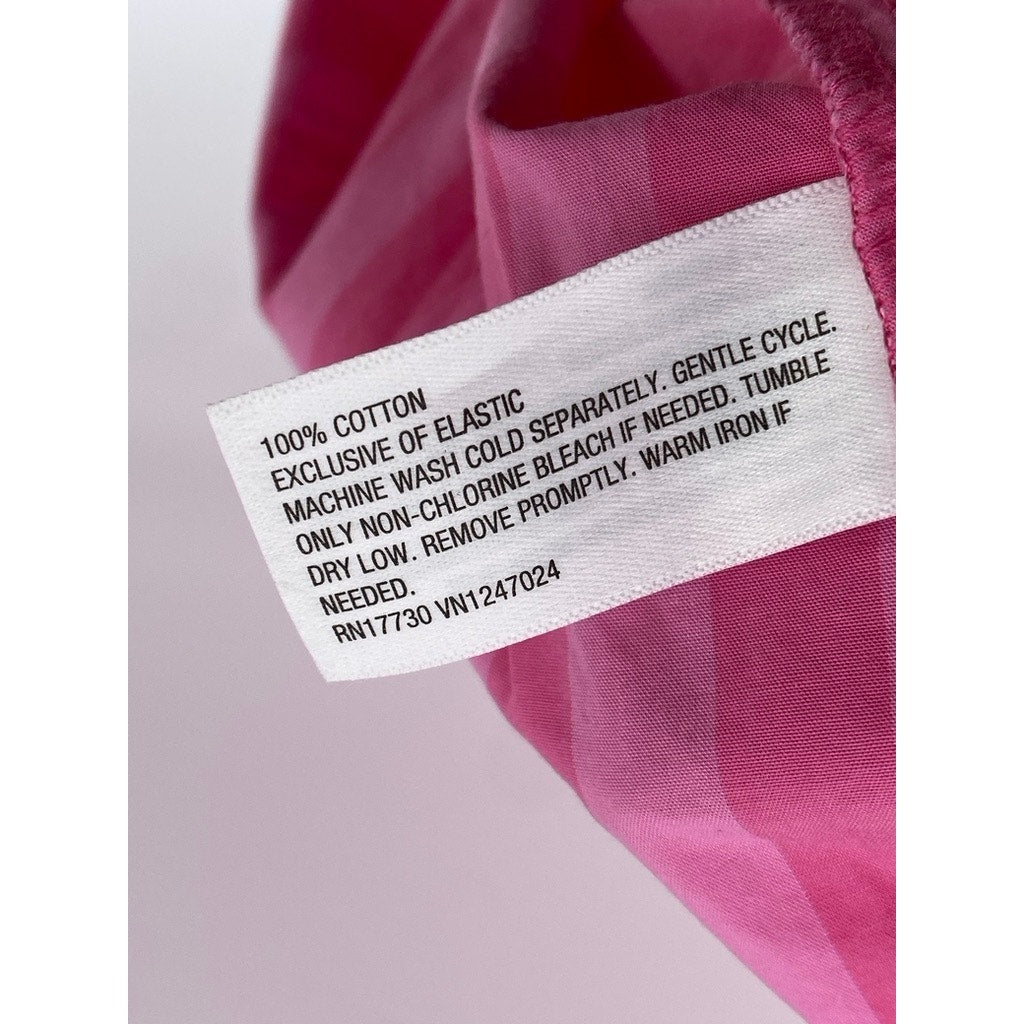 100% COTTON
EXCLUSIVE OF ELASTIC
MACHINE WASH COLD SEPARATELY. GENTLE CYCLE.
ONLY NON-CHLORINE BLEACH IF NEEDED. TUMBLE
DRY LOW. REMOVE PROMPTLY. WARM IRON IF
NEEDED.
RN17730 VN1247024